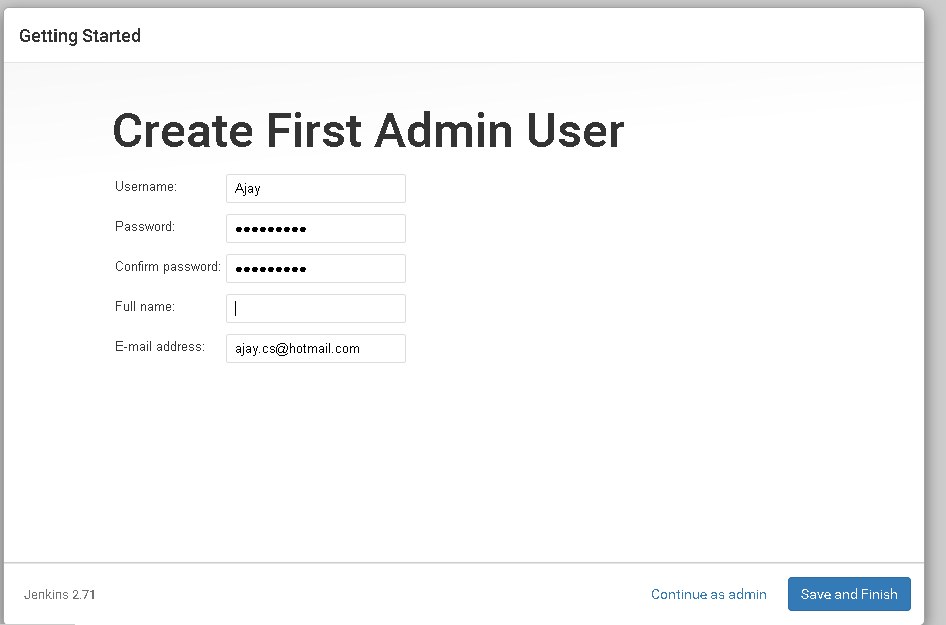 Getting Started
Create First Admin User
Username: Ajay
Password: •••••••••
Confirm password: •••••••••
Full name:
E-mail address: ajay.cs@hotmail.com
Jenkins 2.71 Continue as admin Save and Finish